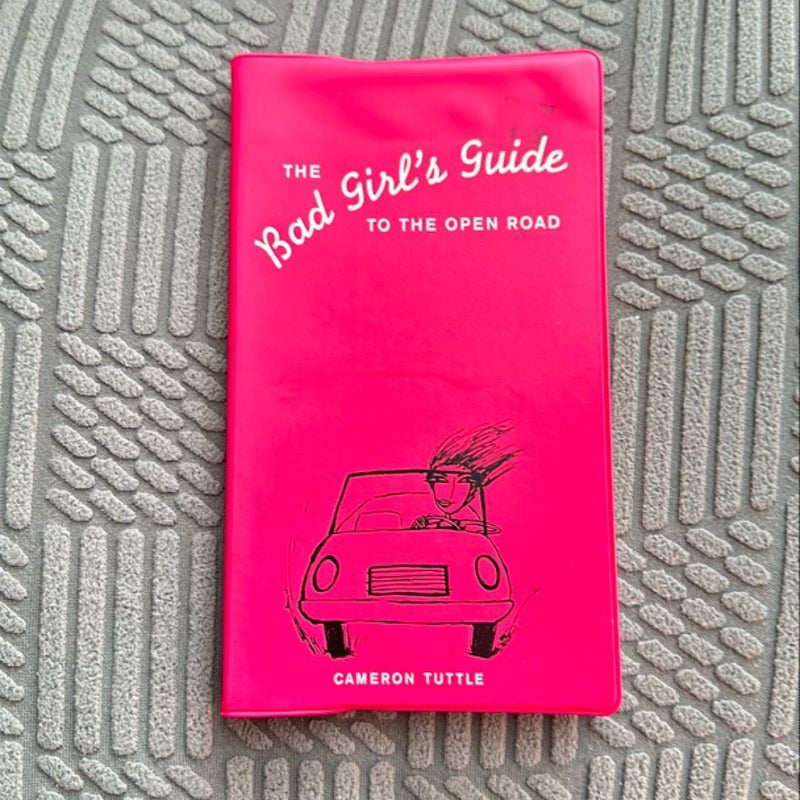 THE
Bad Girl's Guide
TO THE OPEN ROAD
CAMERON TUTTLE